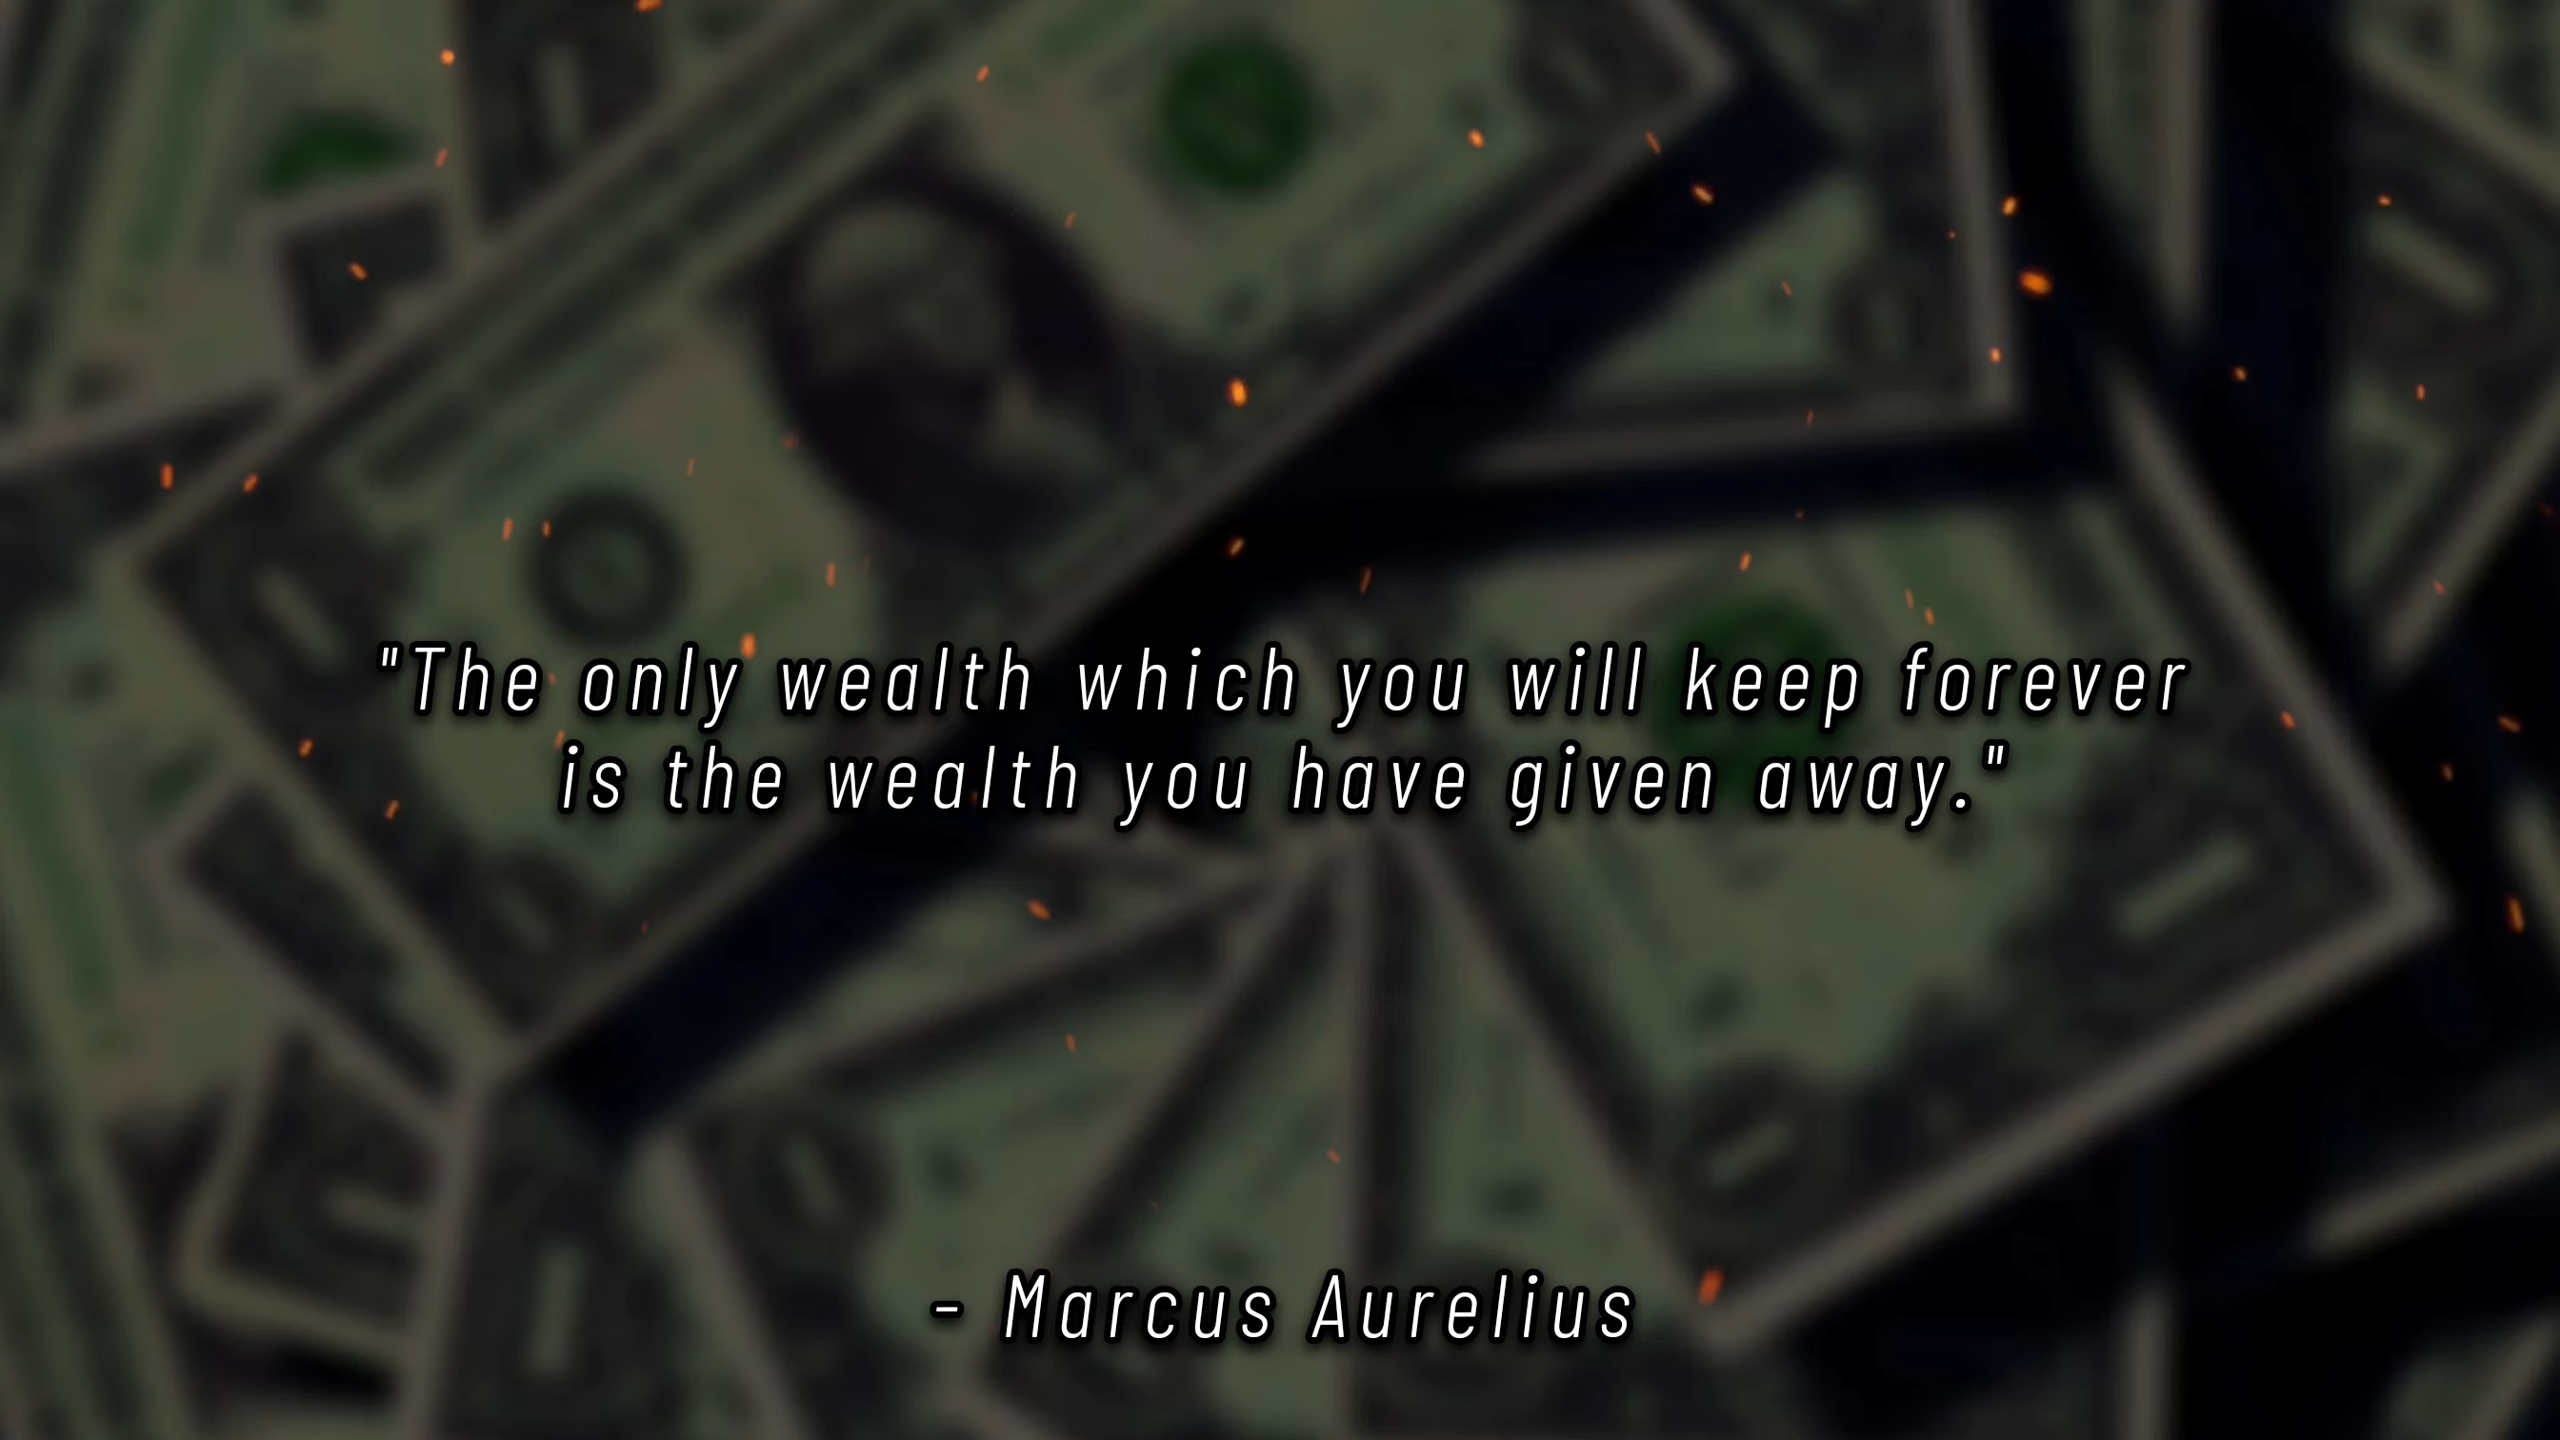 "The only wealth which you will keep forever
is the wealth you have given away."
- Marcus Aurelius